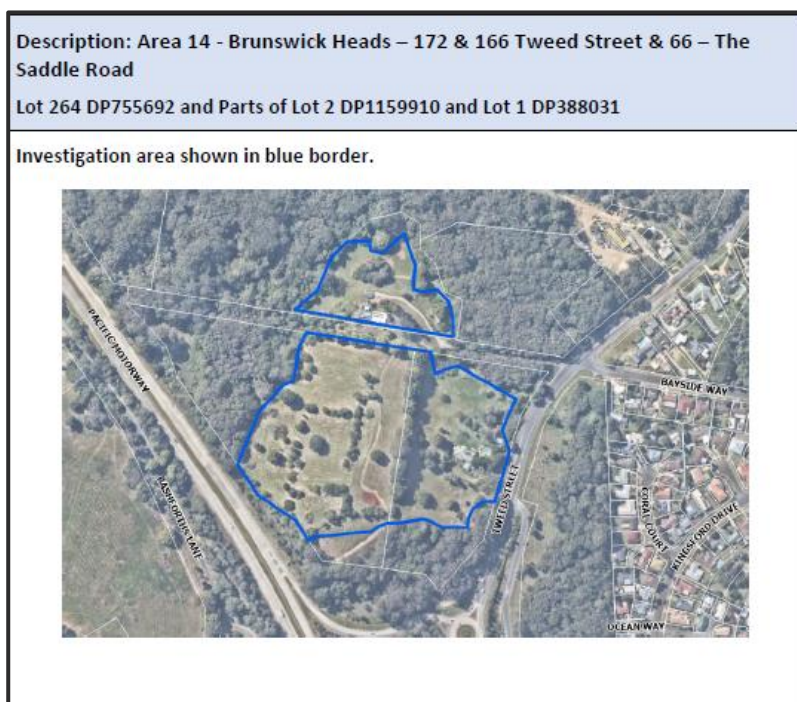 Description: Area 14 - Brunswick Heads – 172 & 166 Tweed Street & 66 – The
Saddle Road
Lot 264 DP755692 and Parts of Lot 2 DP1159910 and Lot 1 DP388031
Investigation area shown in blue border.
PACIFIC MOTORWAY
BAYSIDE WAY
TWEED STREET
BASHFORTHS LANE
CORAL COURT
KINGSFORD DRIVE
OCEAN WAY